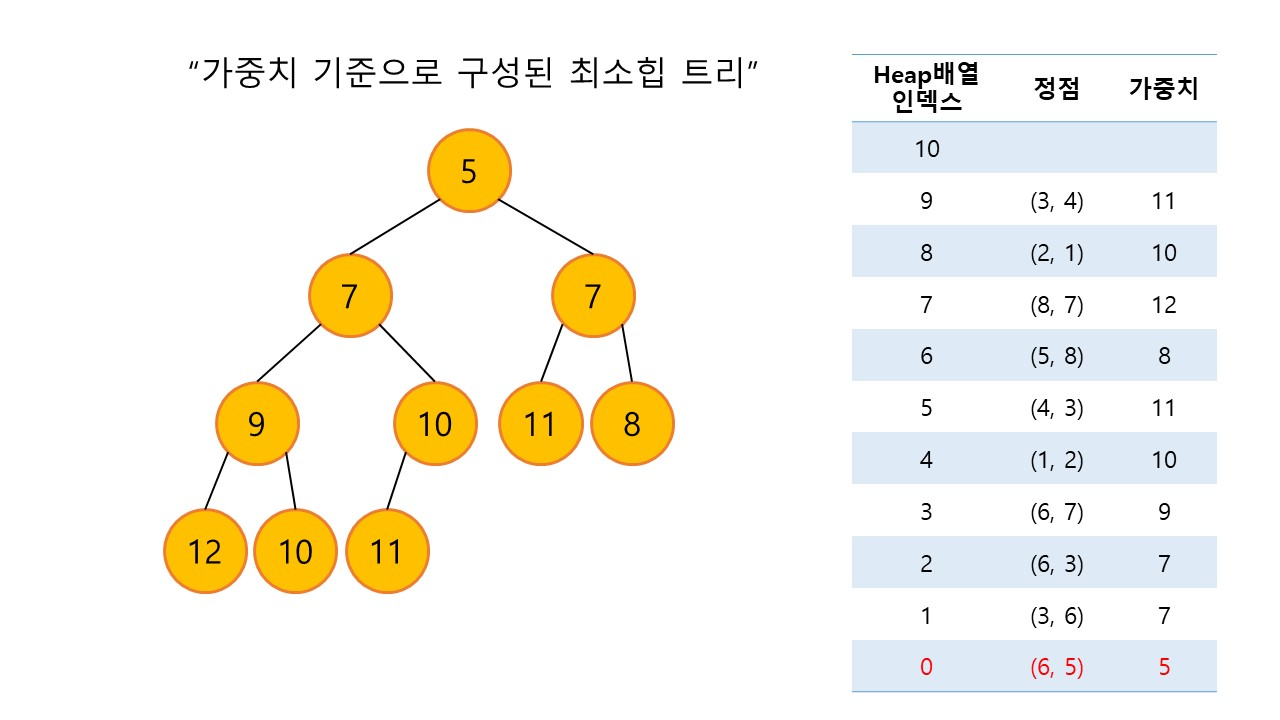 “가중치 기준으로 구성된 최소힙 트리”
5
7 7
9 10 11 8
12 10 11
Heap배열
인덱스 정점 가중치
10
9 (3, 4) 11
8 (2, 1) 10
7 (8, 7) 12
6 (5, 8) 8
5 (4, 3) 11
4 (1, 2) 10
3 (6, 7) 9
2 (6, 3) 7
1 (3, 6) 7
0 (6, 5) 5